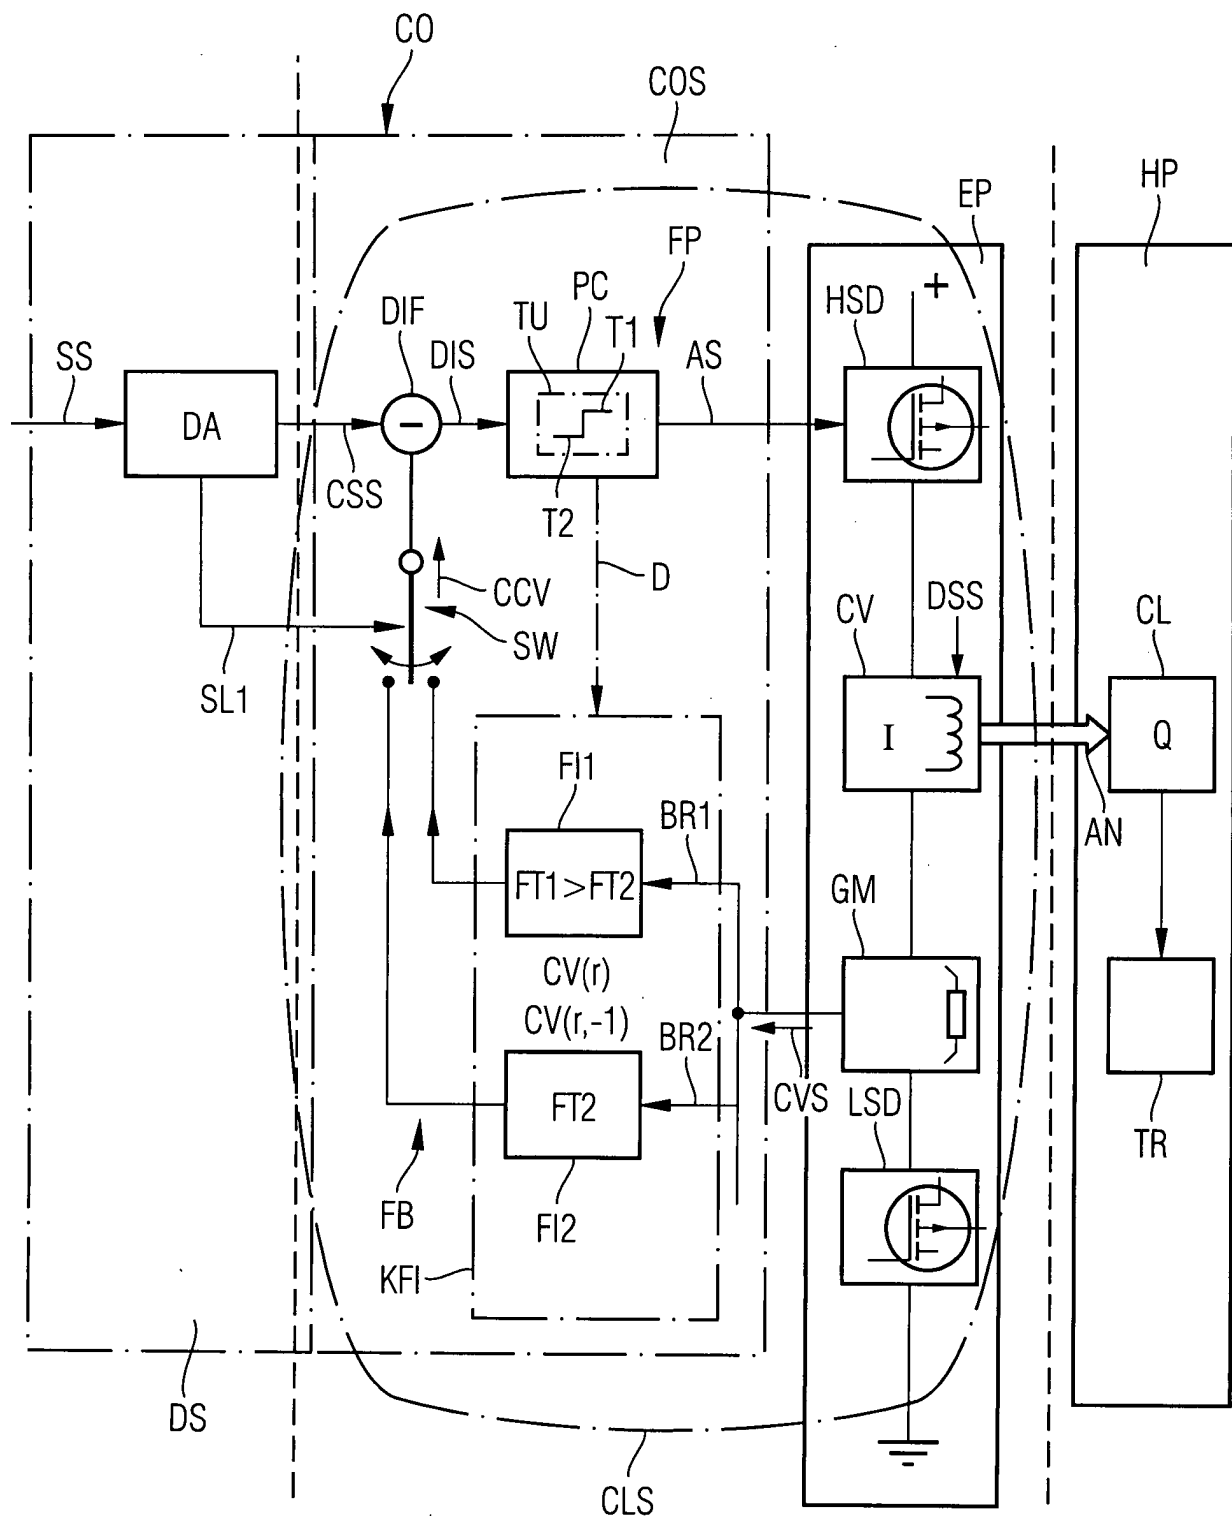 CO
COS
HP
EP
FP
PC
HSD
+
DIF
TU
T1
SS
DIS
AS
DA
−
CSS
T2
D
CCV
CV
DSS
CL
SW
SL1
I
Q
FI1
BR1
AN
FT1>FT2
GM
CV(r)
CV(r,-1)
BR2
CVS
LSD
FT2
TR
FB
FI2
KFI
DS
CLS